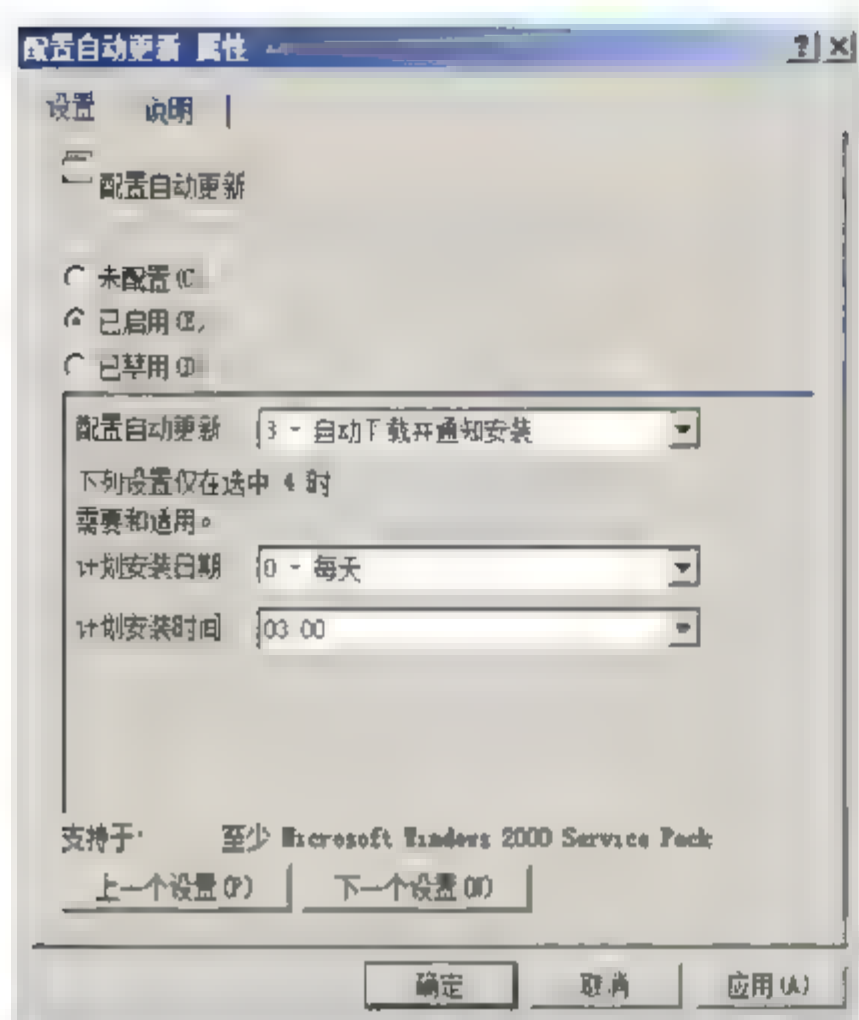 配置自动更新 属性
设置 说明
配置自动更新
未配置(C
已启用(E,
已禁用(D
配置自动更新 3 - 自动下载并通知安装
下列设置仅在选中 4 时
需要和适用。
计划安装日期 0 - 每天
计划安装时间 03 00
支持于: 至少 Microsoft Windows 2000 Service Pack
上一个设置(P) 下一个设置(N)
确定 取消 应用(A)